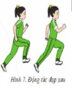 Hình 1. Động tác đạp sau